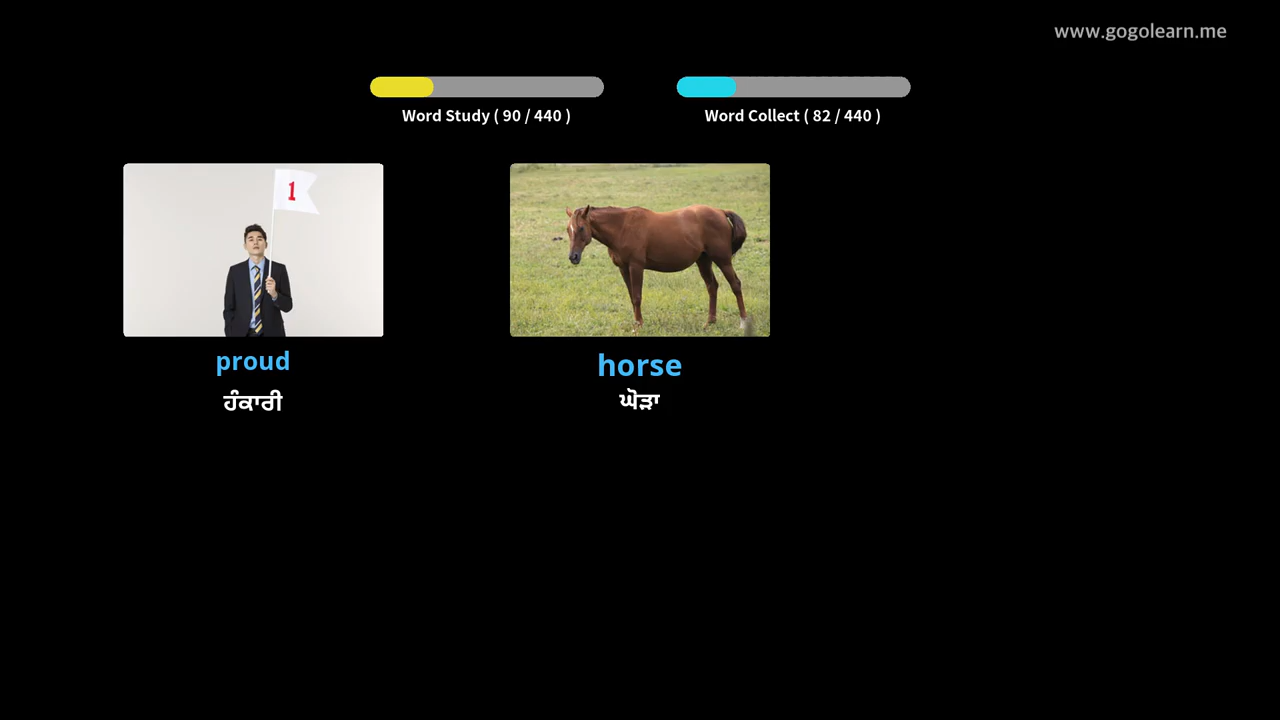 www.gogolearn.me
Word Study ( 90 / 440 )
Word Collect ( 82 / 440 )
1
proud
ਹੰਕਾਰੀ
horse
ਘੋੜਾ